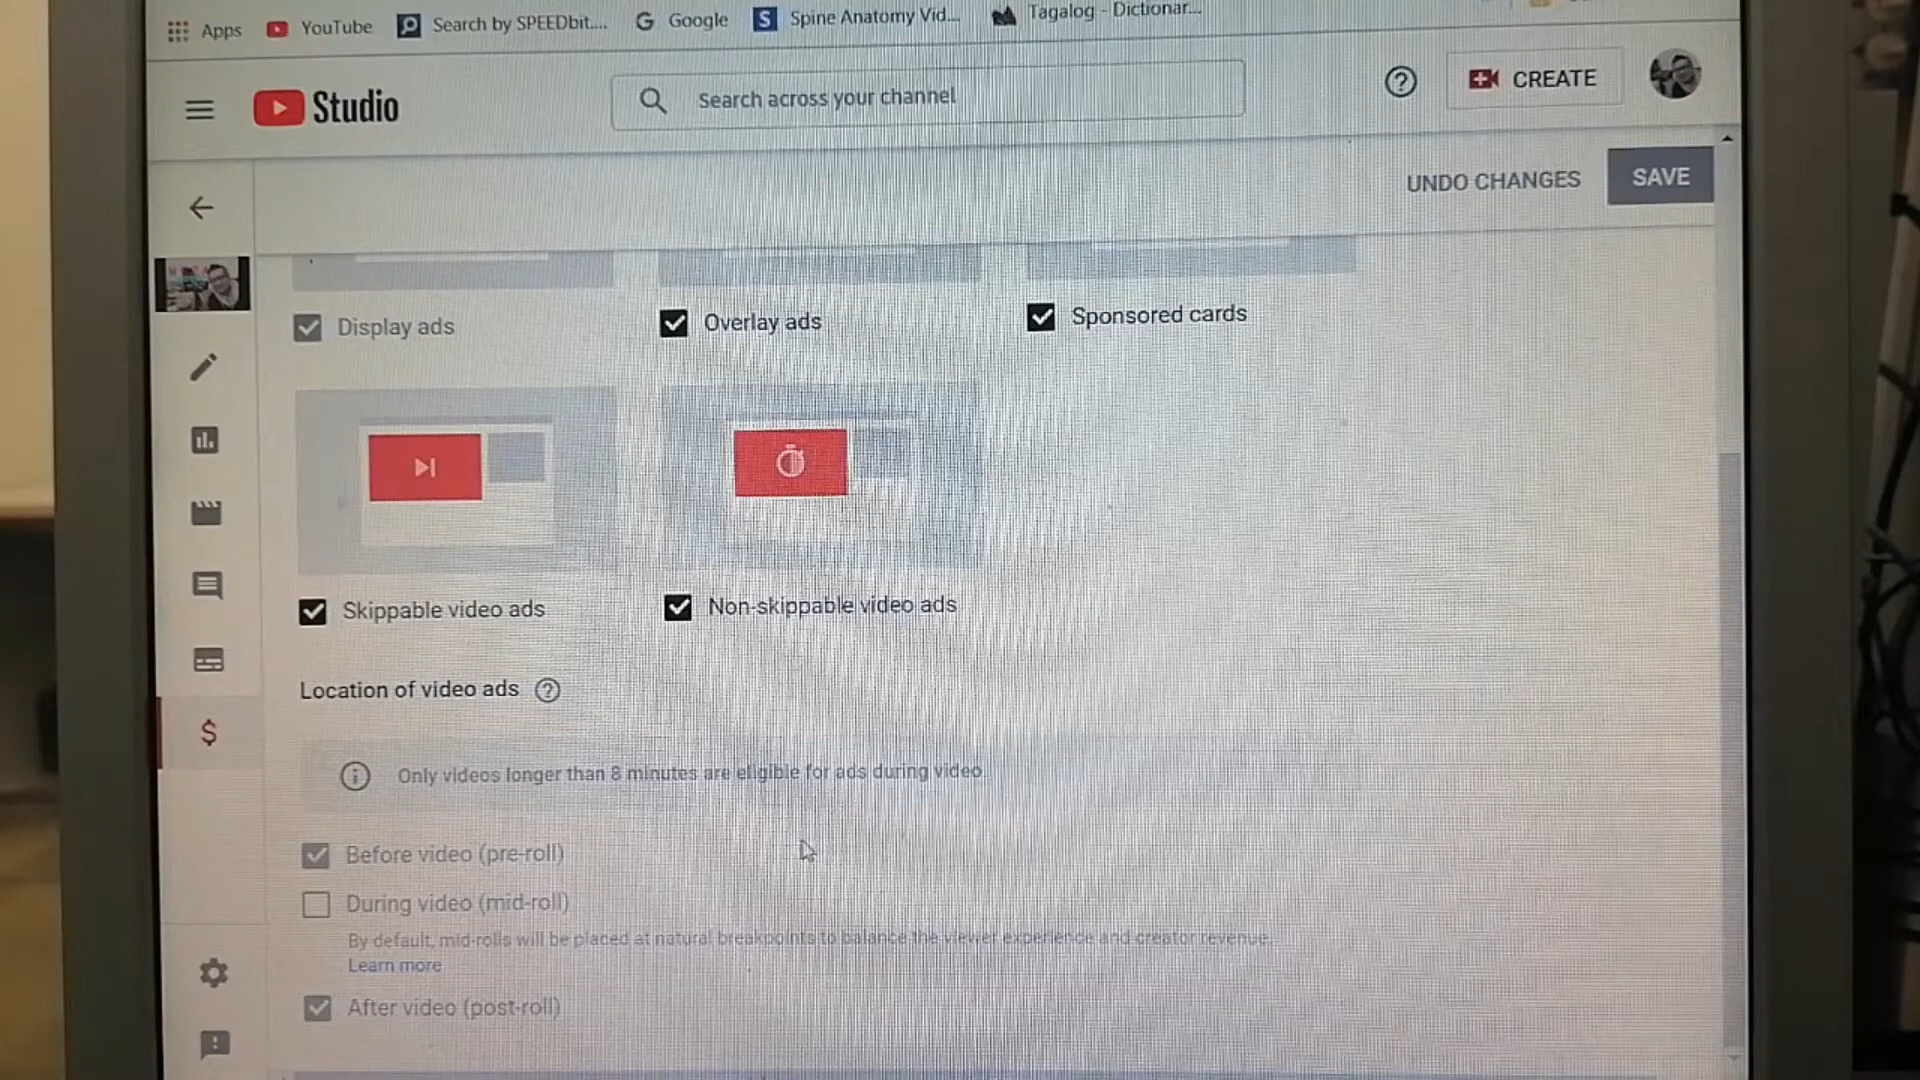 Apps YouTube Search by SPEEDbit.... Google Spine Anatomy Vid... Tagalog - Dictionar...
Studio Search across your channel CREATE
UNDO CHANGES SAVE
Display ads Overlay ads Sponsored cards
Skippable video ads Non-skippable video ads
Location of video ads
Only videos longer than 8 minutes are eligible for ads during video
Before video (pre-roll)
During video (mid-roll)
By default, mid-rolls will be placed at natural breakpoints to balance the viewer experience and creator revenue.
Learn more
After video (post-roll)